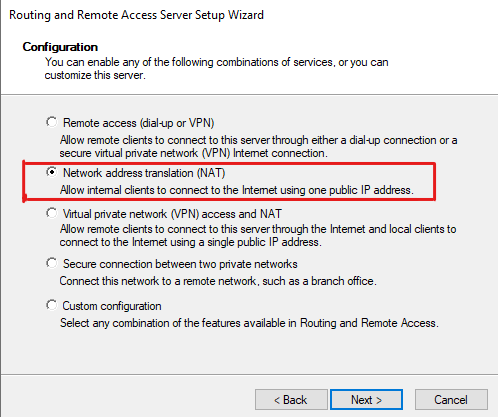 Routing and Remote Access Server Setup Wizard
Configuration
You can enable any of the following combinations of services, or you can
customize this server.
Remote access (dial-up or VPN)
Allow remote clients to connect to this server through either a dial-up connection or a
secure virtual private network (VPN) Internet connection.
Network address translation (NAT)
Allow internal clients to connect to the Internet using one public IP address.
Virtual private network (VPN) access and NAT
Allow remote clients to connect to this server through the Internet and local clients to
connect to the Internet using a single public IP address.
Secure connection between two private networks
Connect this network to a remote network, such as a branch office.
Custom configuration
Select any combination of the features available in Routing and Remote Access.
< Back Next > Cancel